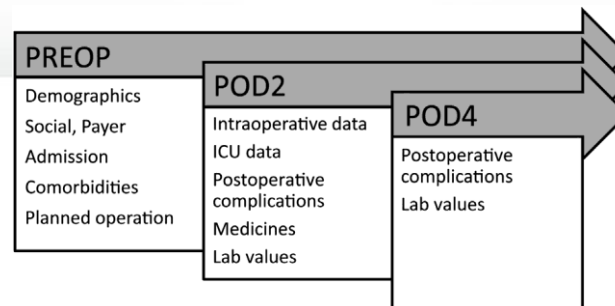 PREOP
Demographics
Social, Payer
Admission
Comorbidities
Planned operation
POD2
Intraoperative data
ICU data
Postoperative
complications
Medicines
Lab values
POD4
Postoperative
complications
Lab values